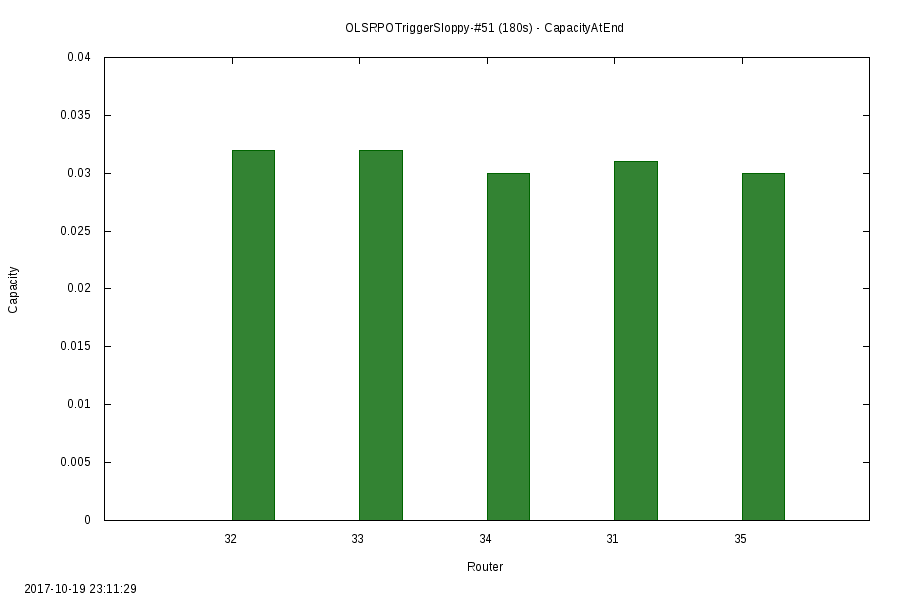 OLSRPOTriggerSloppy-#51 (180s) - CapacityAtEnd
0.04
0.035
0.03
0.025
0.02
0.015
0.01
0.005
0
Capacity
32 33 34 31 35
Router
2017-10-19 23:11:29